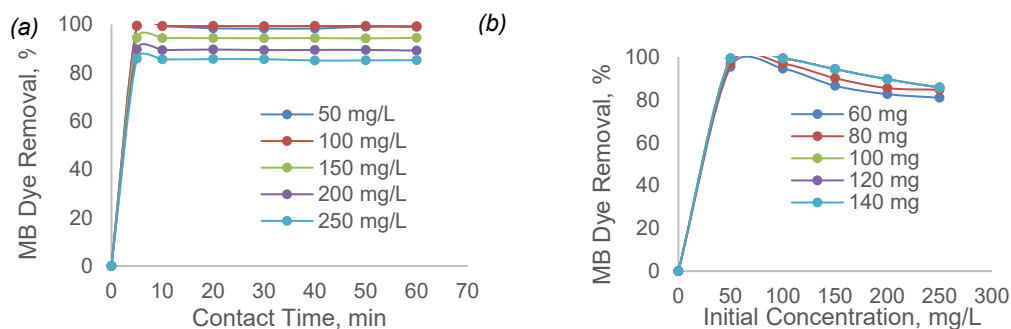 (a)
MB Dye Removal, %
100
80
60
40
20
0
50 mg/L
100 mg/L
150 mg/L
200 mg/L
250 mg/L
0 10 20 30 40 50 60 70
Contact Time, min
(b)
MB Dye Removal, %
100
80
60
40
20
0
60 mg
80 mg
100 mg
120 mg
140 mg
0 50 100 150 200 250 300
Initial Concentration, mg/L